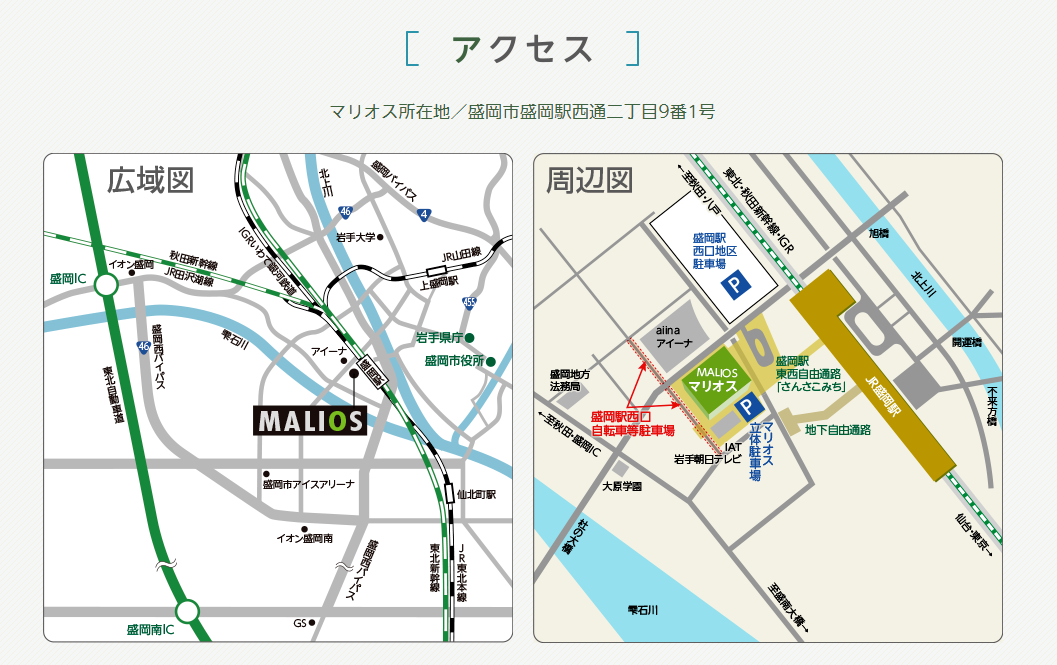 アクセス
マリオス所在地／盛岡市盛岡駅西通二丁目9番1号
広域図
北上川
盛岡バイパス
46
4
岩手大学
IGRいわて銀河鉄道
JR山田線
上盛岡駅
秋田新幹線
JR田沢湖線
イオン盛岡
盛岡IC
455
46
盛岡西バイパス
雫石川
岩手県庁
盛岡市役所
アイーナ
盛岡駅
MALIOS
東北自動車道
盛岡市アイスアリーナ
仙北町駅
イオン盛岡南
盛岡西バイパス
東北新幹線
JR東北本線
GS
盛岡南IC
周辺図
←至秋田・八戸
東北・秋田新幹線・IGR
盛岡駅
西口地区
駐車場
P
旭橋
北上川
開運橋
不来方橋
aiina
アイーナ
MALIOS
マリオス
盛岡駅
東西自由通路
「さんさこみち」
JR盛岡駅
盛岡地方
法務局
盛岡駅西口
自転車等駐車場
P
マリオス
立体駐車場
地下自由通路
←至秋田・盛岡IC
IAT
岩手朝日テレビ
大原学園
杜の大橋
雫石川
仙台・東京→
至盛南大橋→